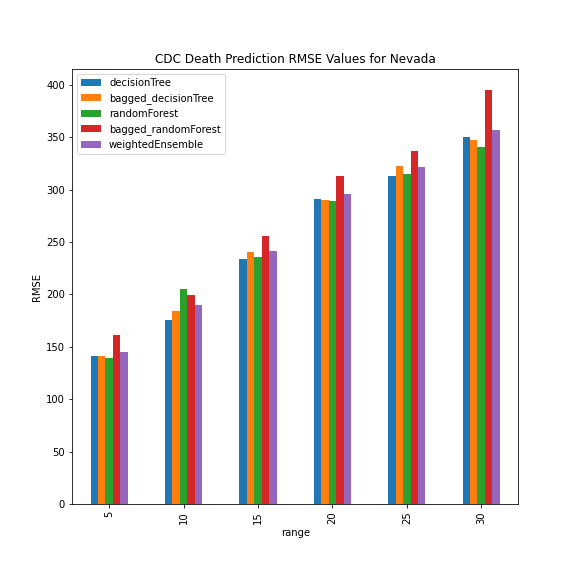 CDC Death Prediction RMSE Values for Nevada
decisionTree
bagged_decisionTree
randomForest
bagged_randomForest
weightedEnsemble
400
350
300
250
200
150
100
50
0
RMSE
5
10
15
20
25
30
range